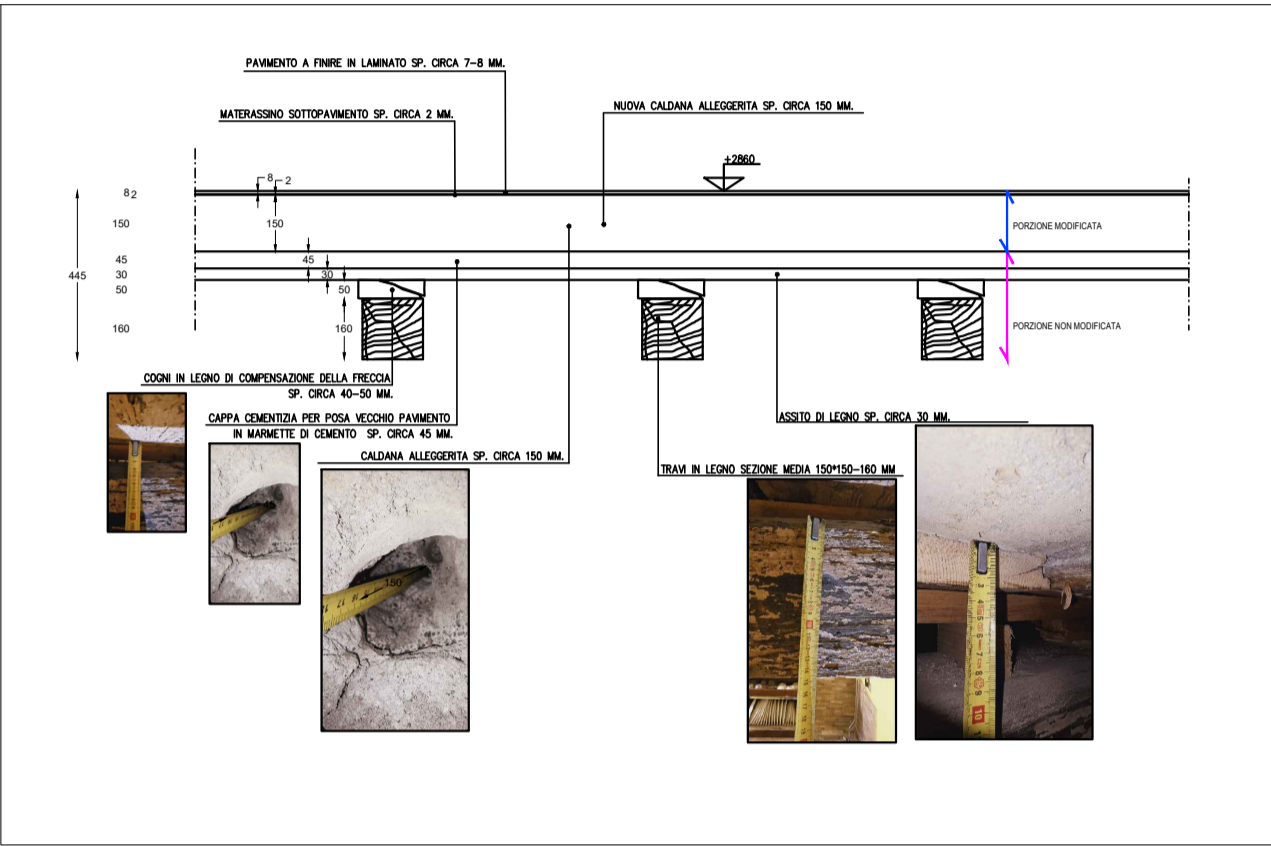 PAVIMENTO A FINIRE IN LAMINATO SP. CIRCA 7-8 MM.
MATERASSINO SOTTOPAVIMENTO SP. CIRCA 2 MM.
NUOVA CALDANA ALLEGGERITA SP. CIRCA 150 MM.
+2860
8
2
8 2
150
150
PORZIONE MODIFICATA
45
45
30
30
445
50
50
160
160
PORZIONE NON MODIFICATA
COGNI IN LEGNO DI COMPENSAZIONE DELLA FRECCIA
SP. CIRCA 40-50 MM.
CAPPA CEMENTIZIA PER POSA VECCHIO PAVIMENTO
IN MARMETTE DI CEMENTO SP. CIRCA 45 MM.
ASSITO DI LEGNO SP. CIRCA 30 MM.
CALDANA ALLEGGERITA SP. CIRCA 150 MM.
TRAVI IN LEGNO SEZIONE MEDIA 150*150-160 MM
150